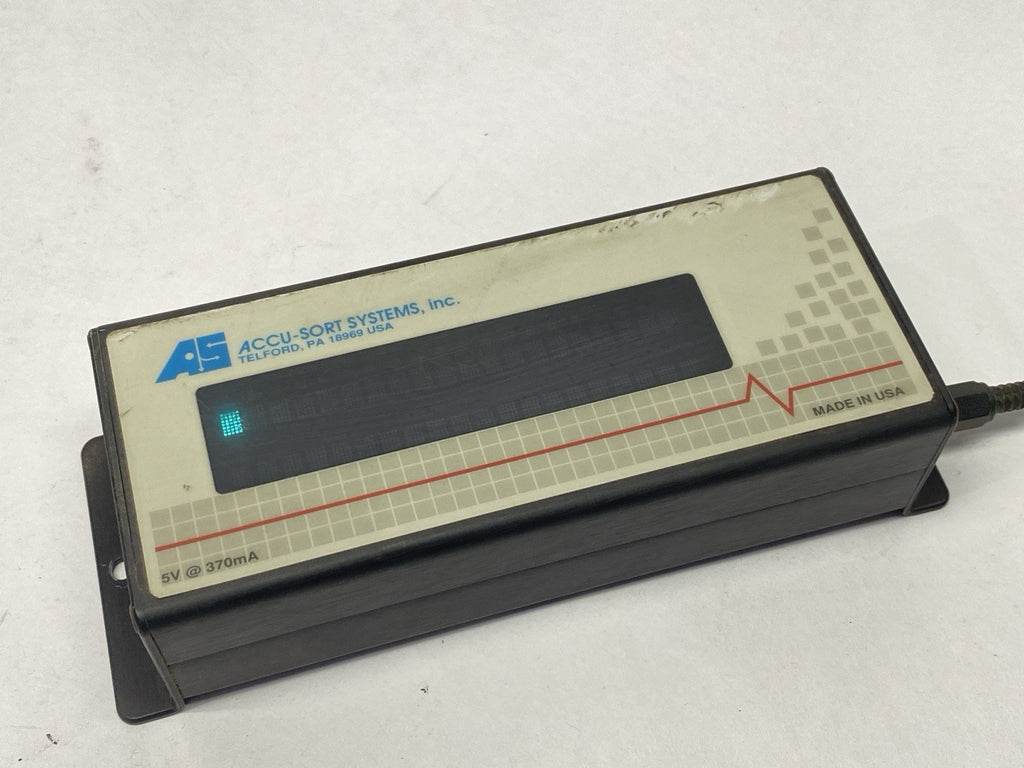 AS ACCU-SORT SYSTEMS, inc.
TELFORD, PA 18969 USA
MADE IN USA
5V @ 370mA